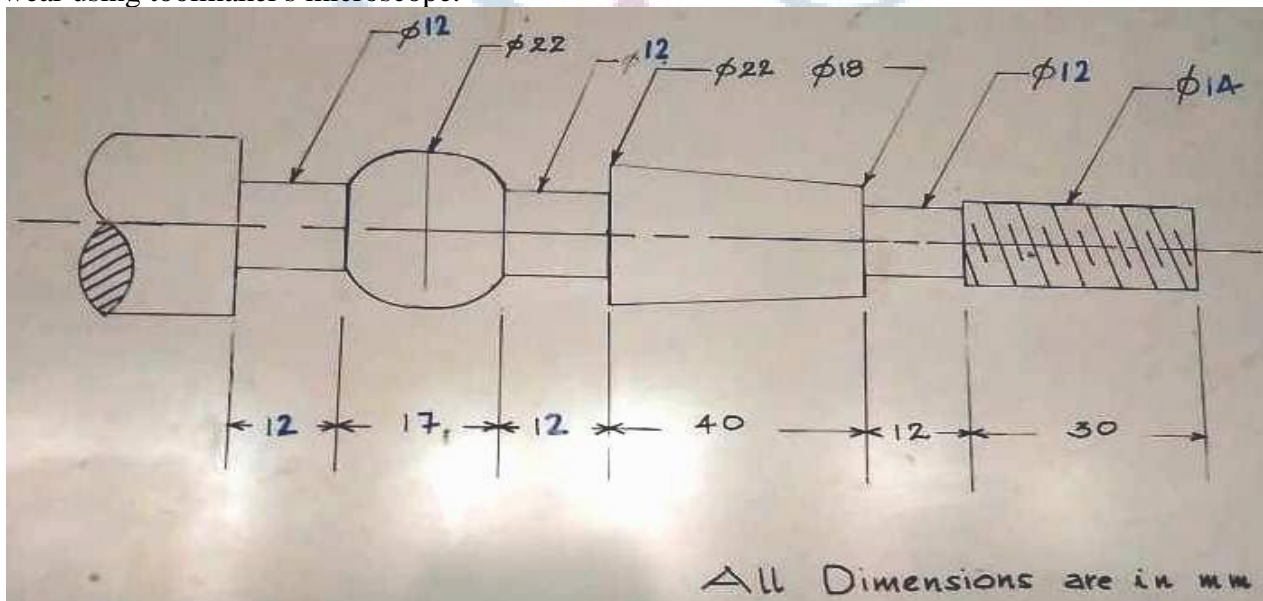 wear using toolmaker's microscope.
ϕ12 ϕ22 ϕ12 ϕ22 ϕ18 ϕ12 ϕ14
12 17, 12 40 12 30
All Dimensions are in mm